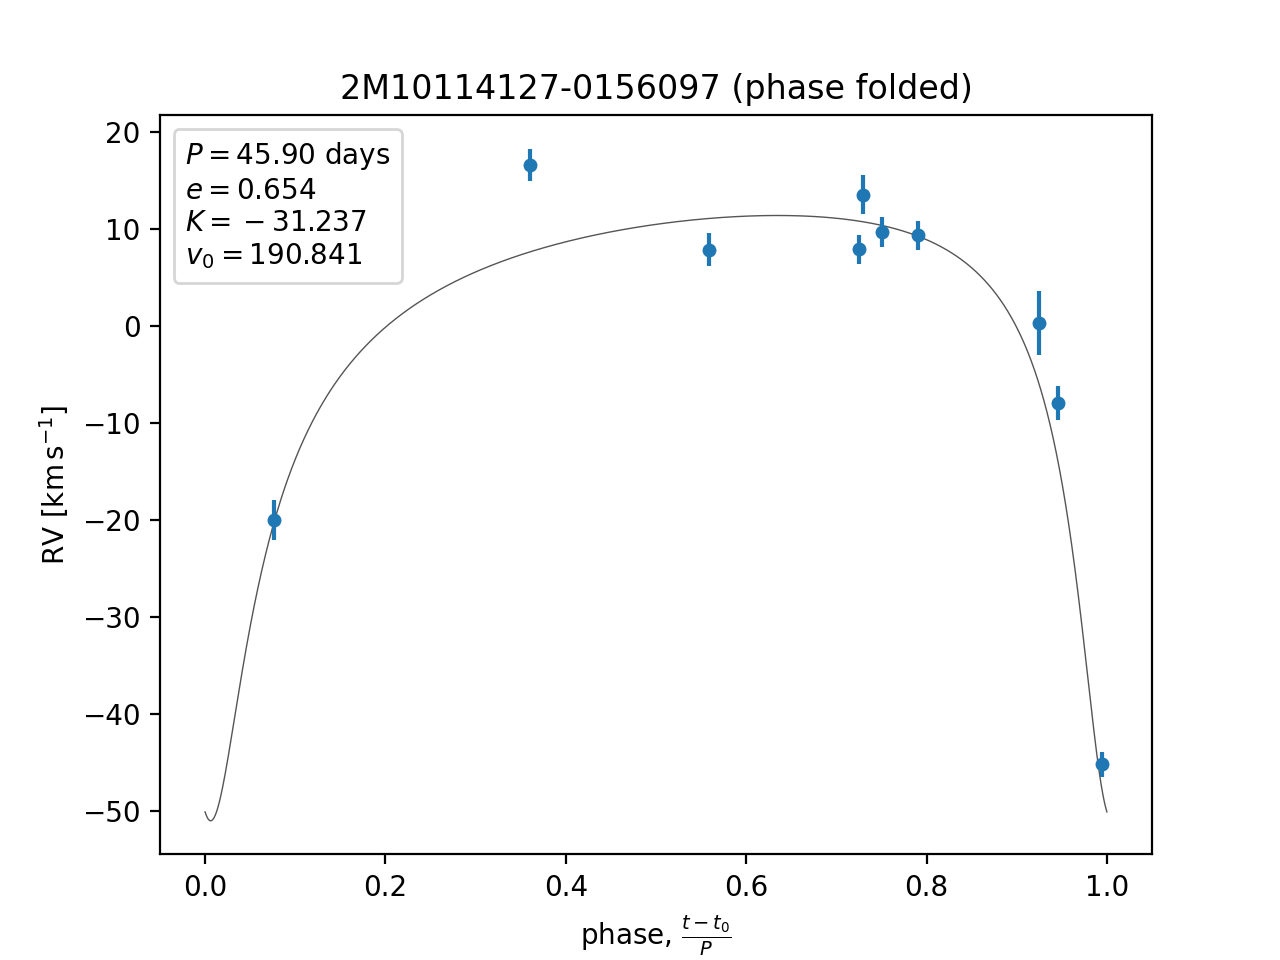 2M10114127-0156097 (phase folded)
P = 45.90 days
e = 0.654
K = −31.237
v₀ = 190.841
20
10
0
−10
−20
−30
−40
−50
RV [km s⁻¹]
0.0 0.2 0.4 0.6 0.8 1.0
phase, (t − t₀)/P